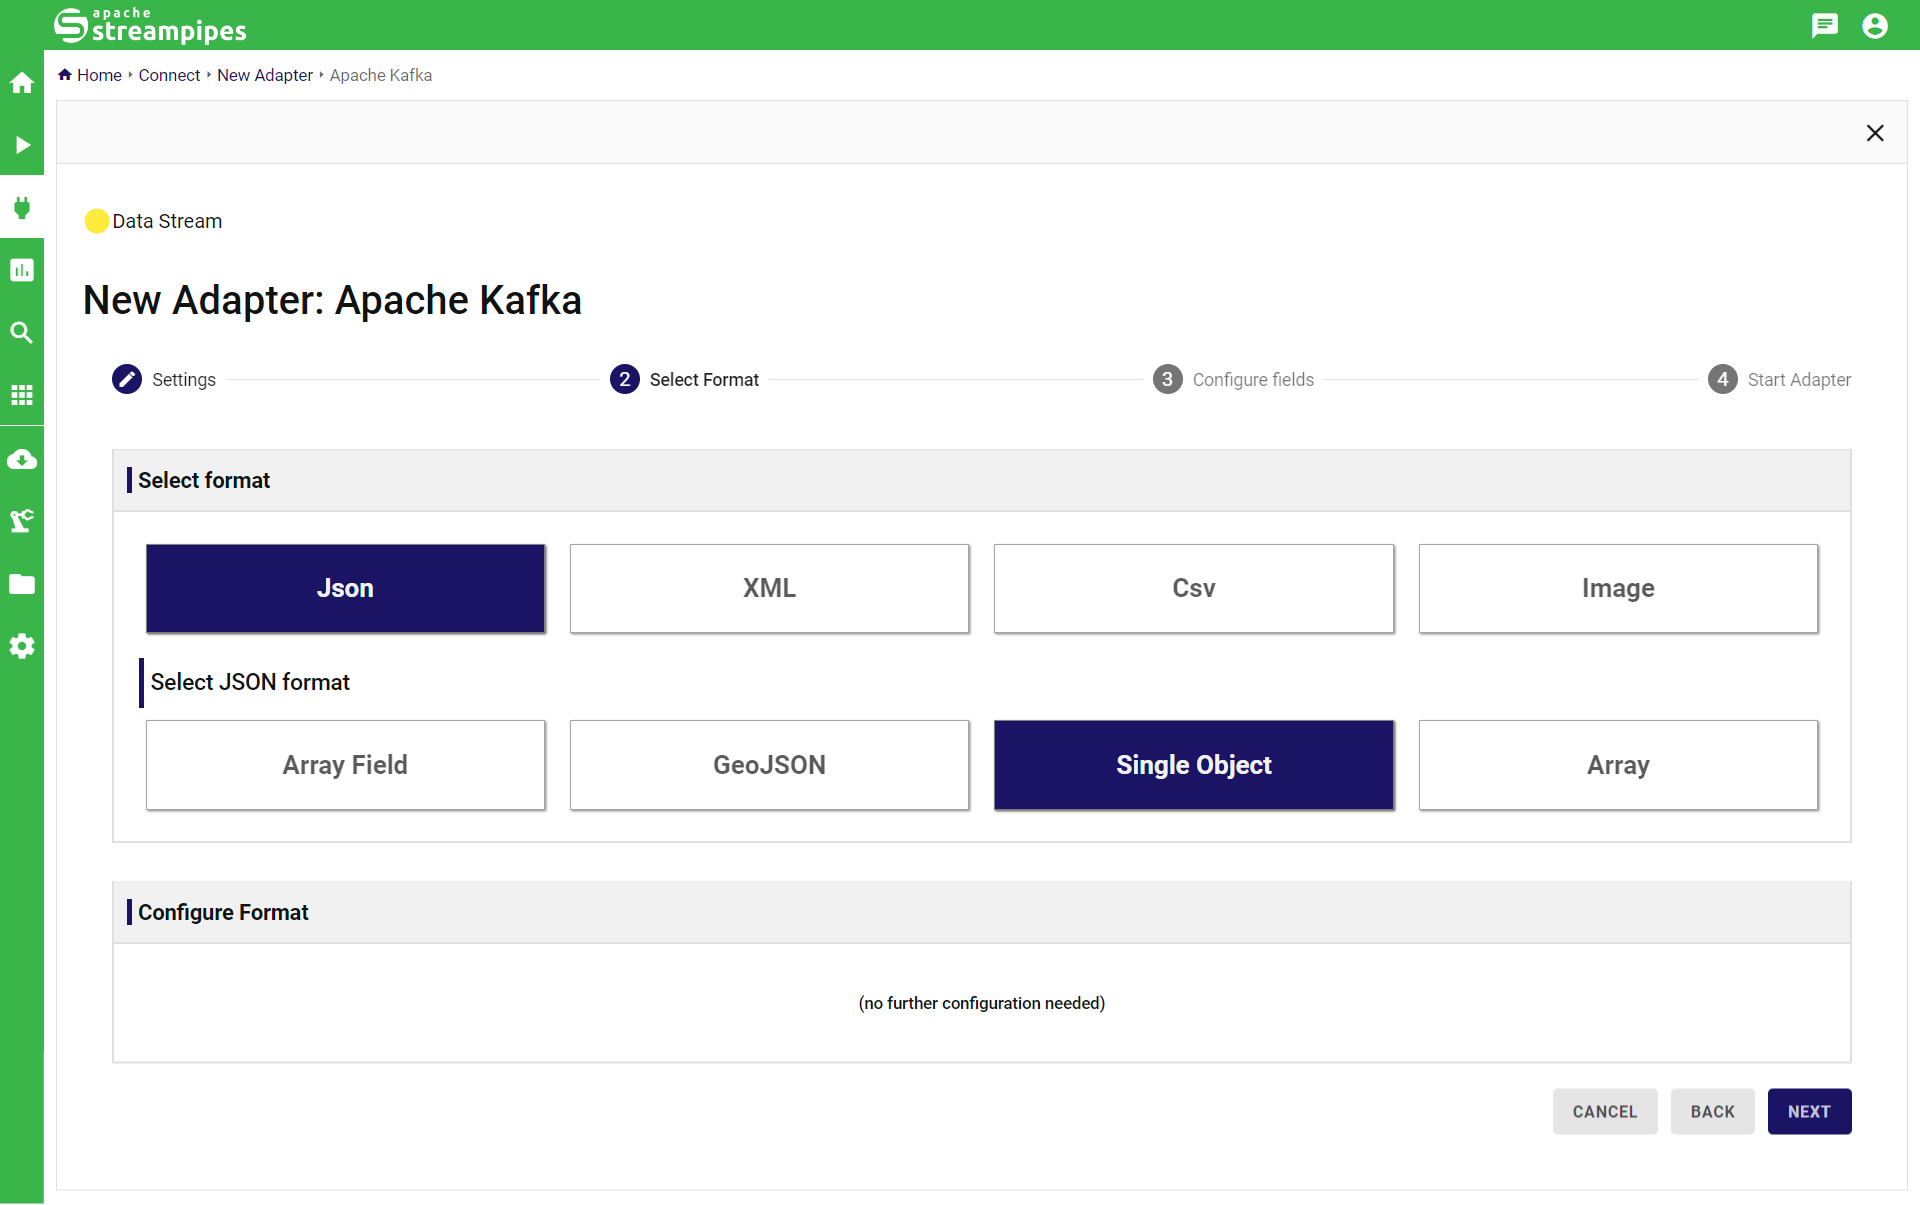 apache
streampipes
Home Connect New Adapter Apache Kafka
Data Stream
New Adapter: Apache Kafka
Settings 2 Select Format 3 Configure fields 4 Start Adapter
Select format
Json XML Csv Image
Select JSON format
Array Field GeoJSON Single Object Array
Configure Format
(no further configuration needed)
CANCEL BACK NEXT